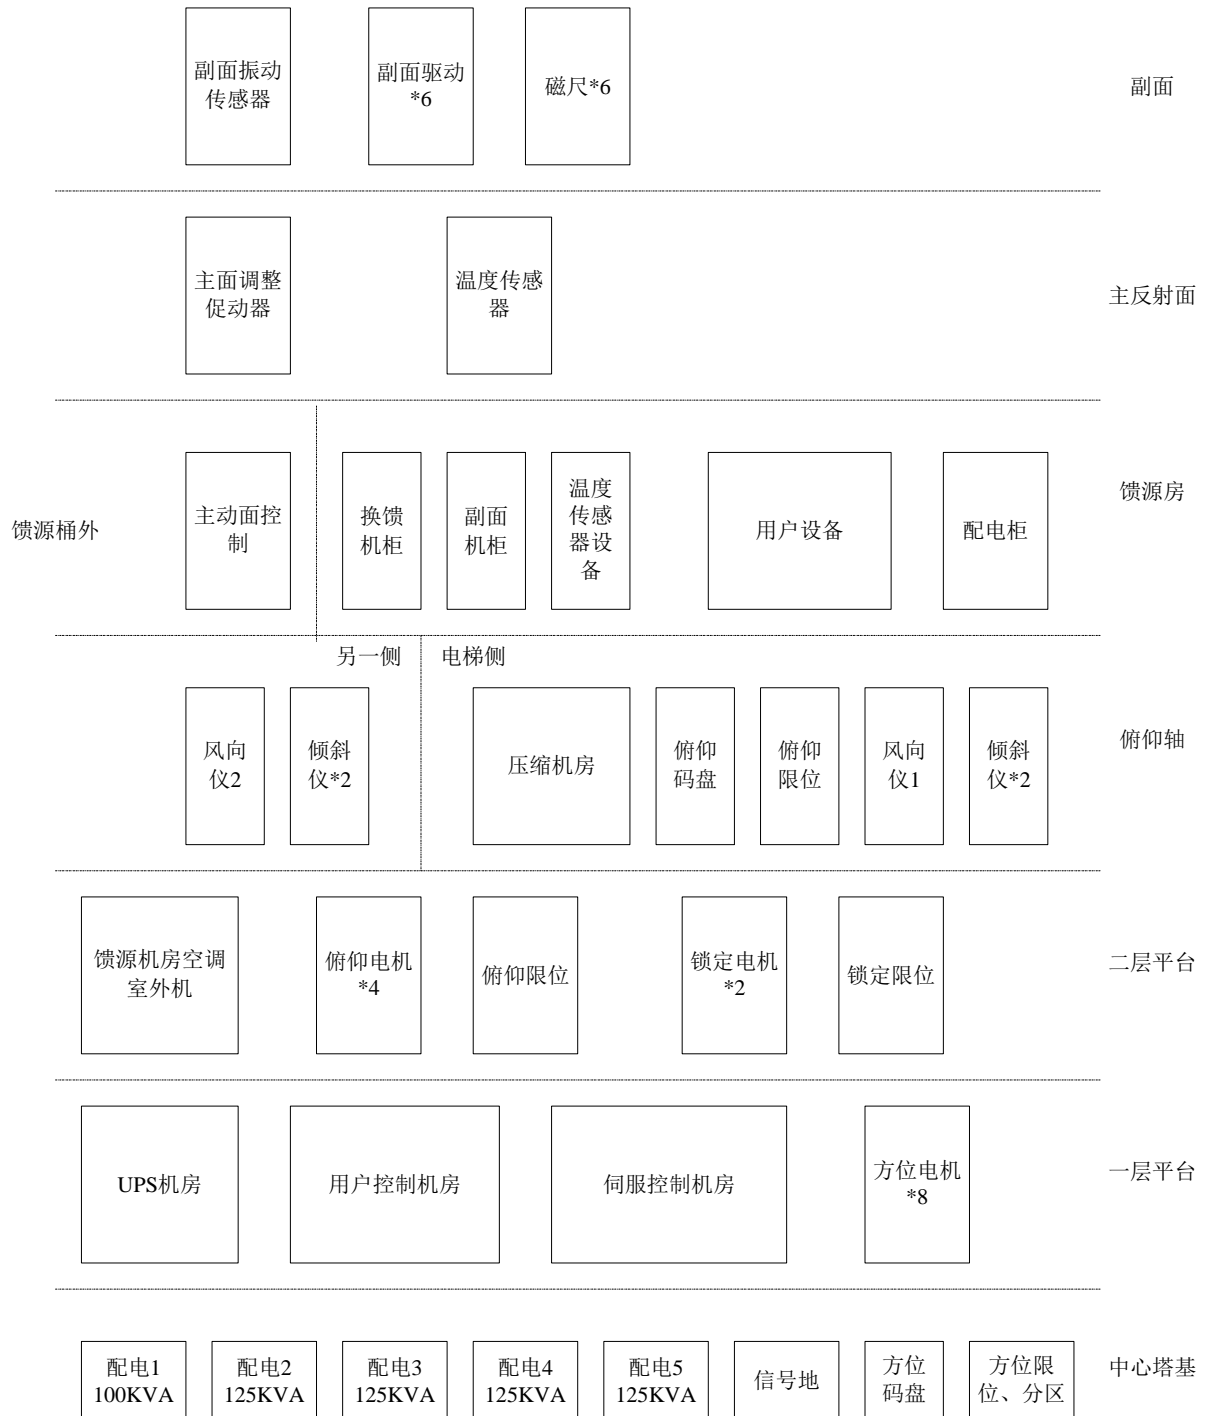 副面振动
传感器
副面驱动
*6
磁尺*6
副面
主面调整
促动器
温度传感
器
主反射面
馈源桶外
主动面控
制
换馈
机柜
副面
机柜
温度
传感
器设
备
用户设备
配电柜
馈源房
另一侧
电梯侧
风向
仪2
倾斜
仪*2
压缩机房
俯仰
码盘
俯仰
限位
风向
仪1
倾斜
仪*2
俯仰轴
馈源机房空调
室外机
俯仰电机
*4
俯仰限位
锁定电机
*2
锁定限位
二层平台
UPS机房
用户控制机房
伺服控制机房
方位电机
*8
一层平台
配电1
100KVA
配电2
125KVA
配电3
125KVA
配电4
125KVA
配电5
125KVA
信号地
方位
码盘
方位限
位、分区
中心塔基